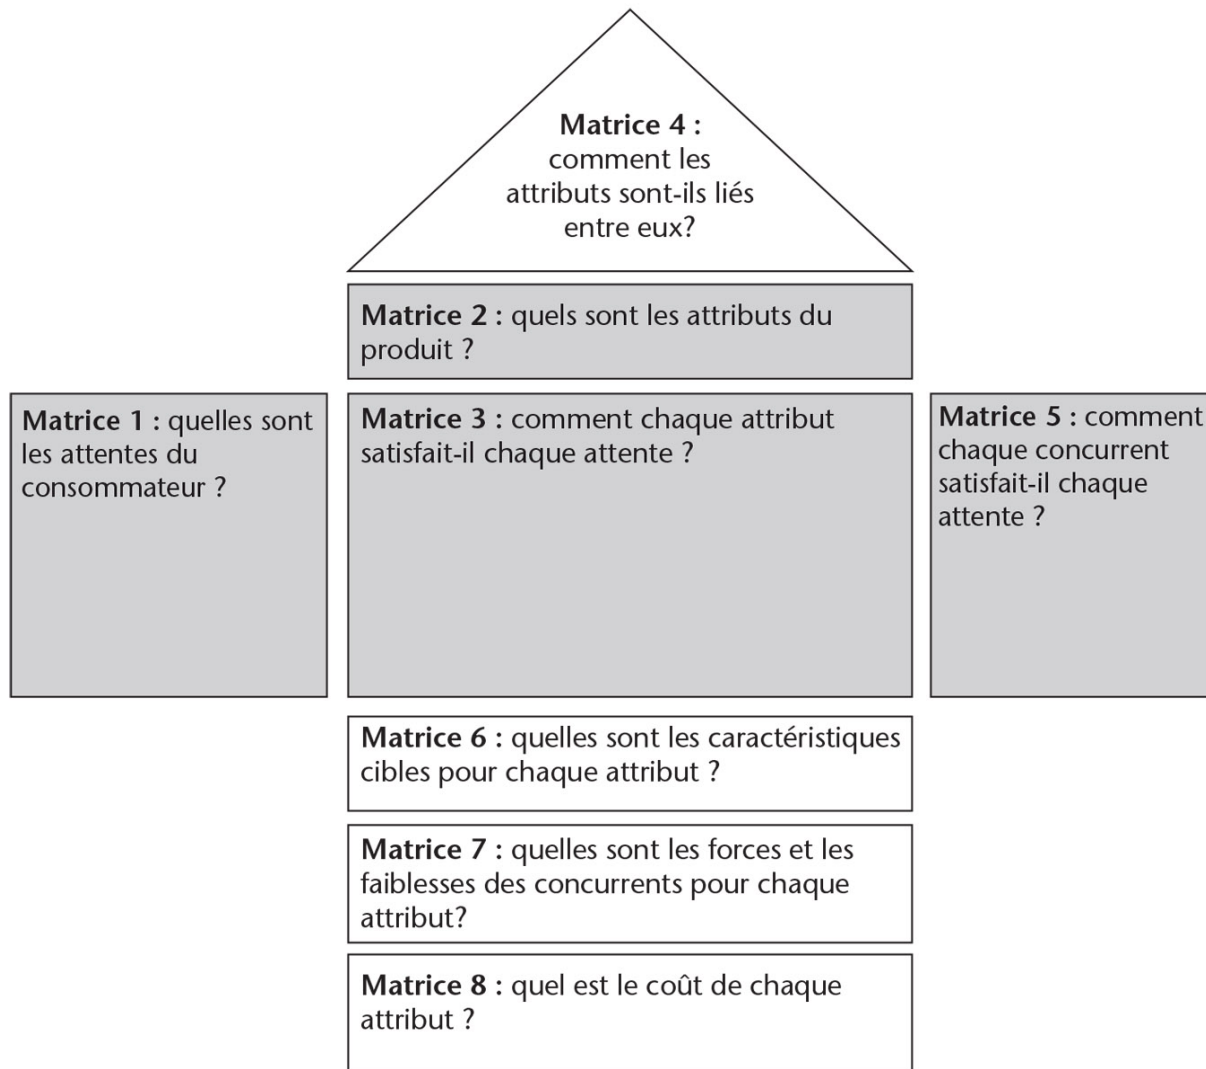 Matrice 4 :
comment les
attributs sont-ils liés
entre eux?
Matrice 2 : quels sont les attributs du
produit ?
Matrice 1 : quelles sont
les attentes du
consommateur ?
Matrice 3 : comment chaque attribut
satisfait-il chaque attente ?
Matrice 5 : comment
chaque concurrent
satisfait-il chaque
attente ?
Matrice 6 : quelles sont les caractéristiques
cibles pour chaque attribut ?
Matrice 7 : quelles sont les forces et les
faiblesses des concurrents pour chaque
attribut?
Matrice 8 : quel est le coût de chaque
attribut ?